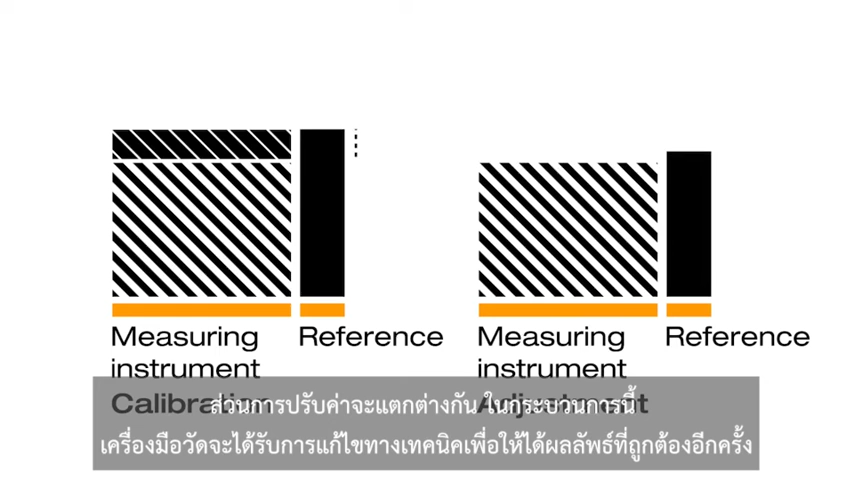 Measuring
instrument
Calibration
Reference
Measuring
instrument
Adjustment
Reference
ส่วนการปรับค่าจะแตกต่างกัน ในกระบวนการนี้
เครื่องมือวัดจะได้รับการแก้ไขทางเทคนิคเพื่อให้ได้ผลลัพธ์ที่ถูกต้องอีกครั้ง